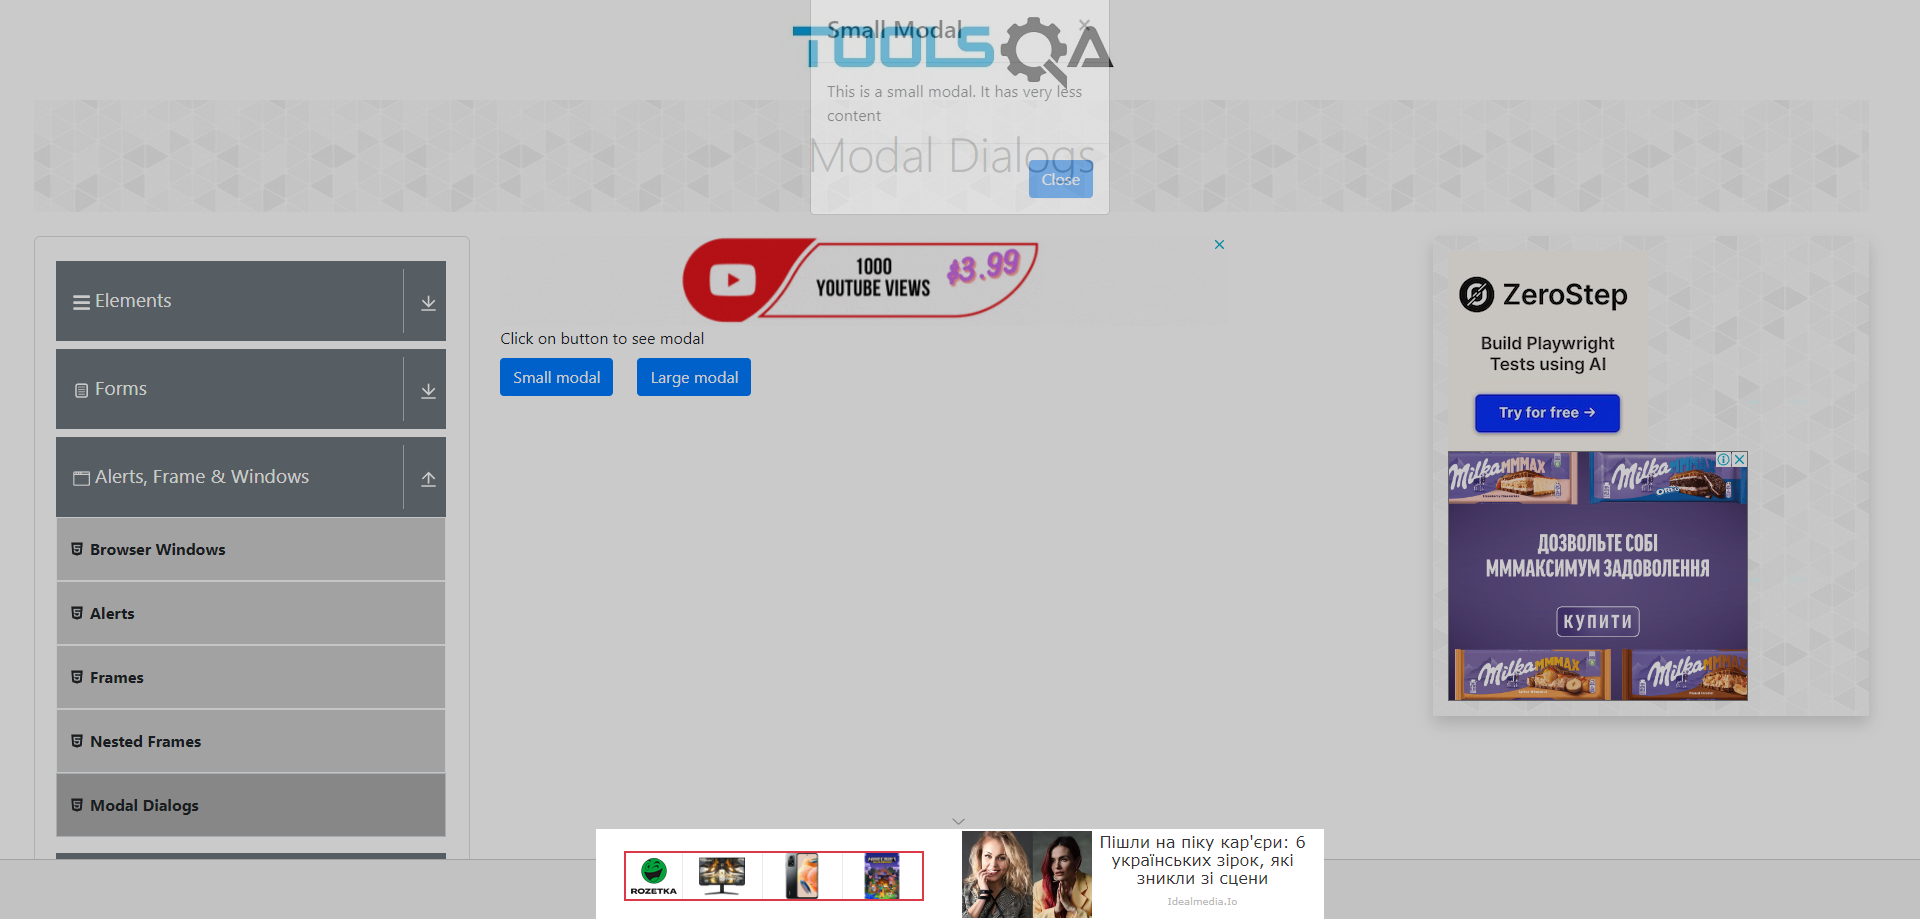 Small Modal
×
TOOLSQA
This is a small modal. It has very less
content
Modal Dialogs
Close
Elements
Forms
Alerts, Frame & Windows
Browser Windows
Alerts
Frames
Nested Frames
Modal Dialogs
1000
YOUTUBE VIEWS
$3.99
Click on button to see modal
Small modal
Large modal
ZeroStep
Build Playwright
Tests using AI
Try for free →
Milka MMMAX
Milka MMMAX
OREO
ДОЗВОЛЬТЕ СОБІ
МММАКСИМУМ ЗАДОВОЛЕННЯ
КУПИТИ
Milka MMMAX
Milka MMMAX
ROZETKA
MINECRAFT
Пішли на піку кар'єри: 6
українських зірок, які
зникли зі сцени
Idealmedia.Io